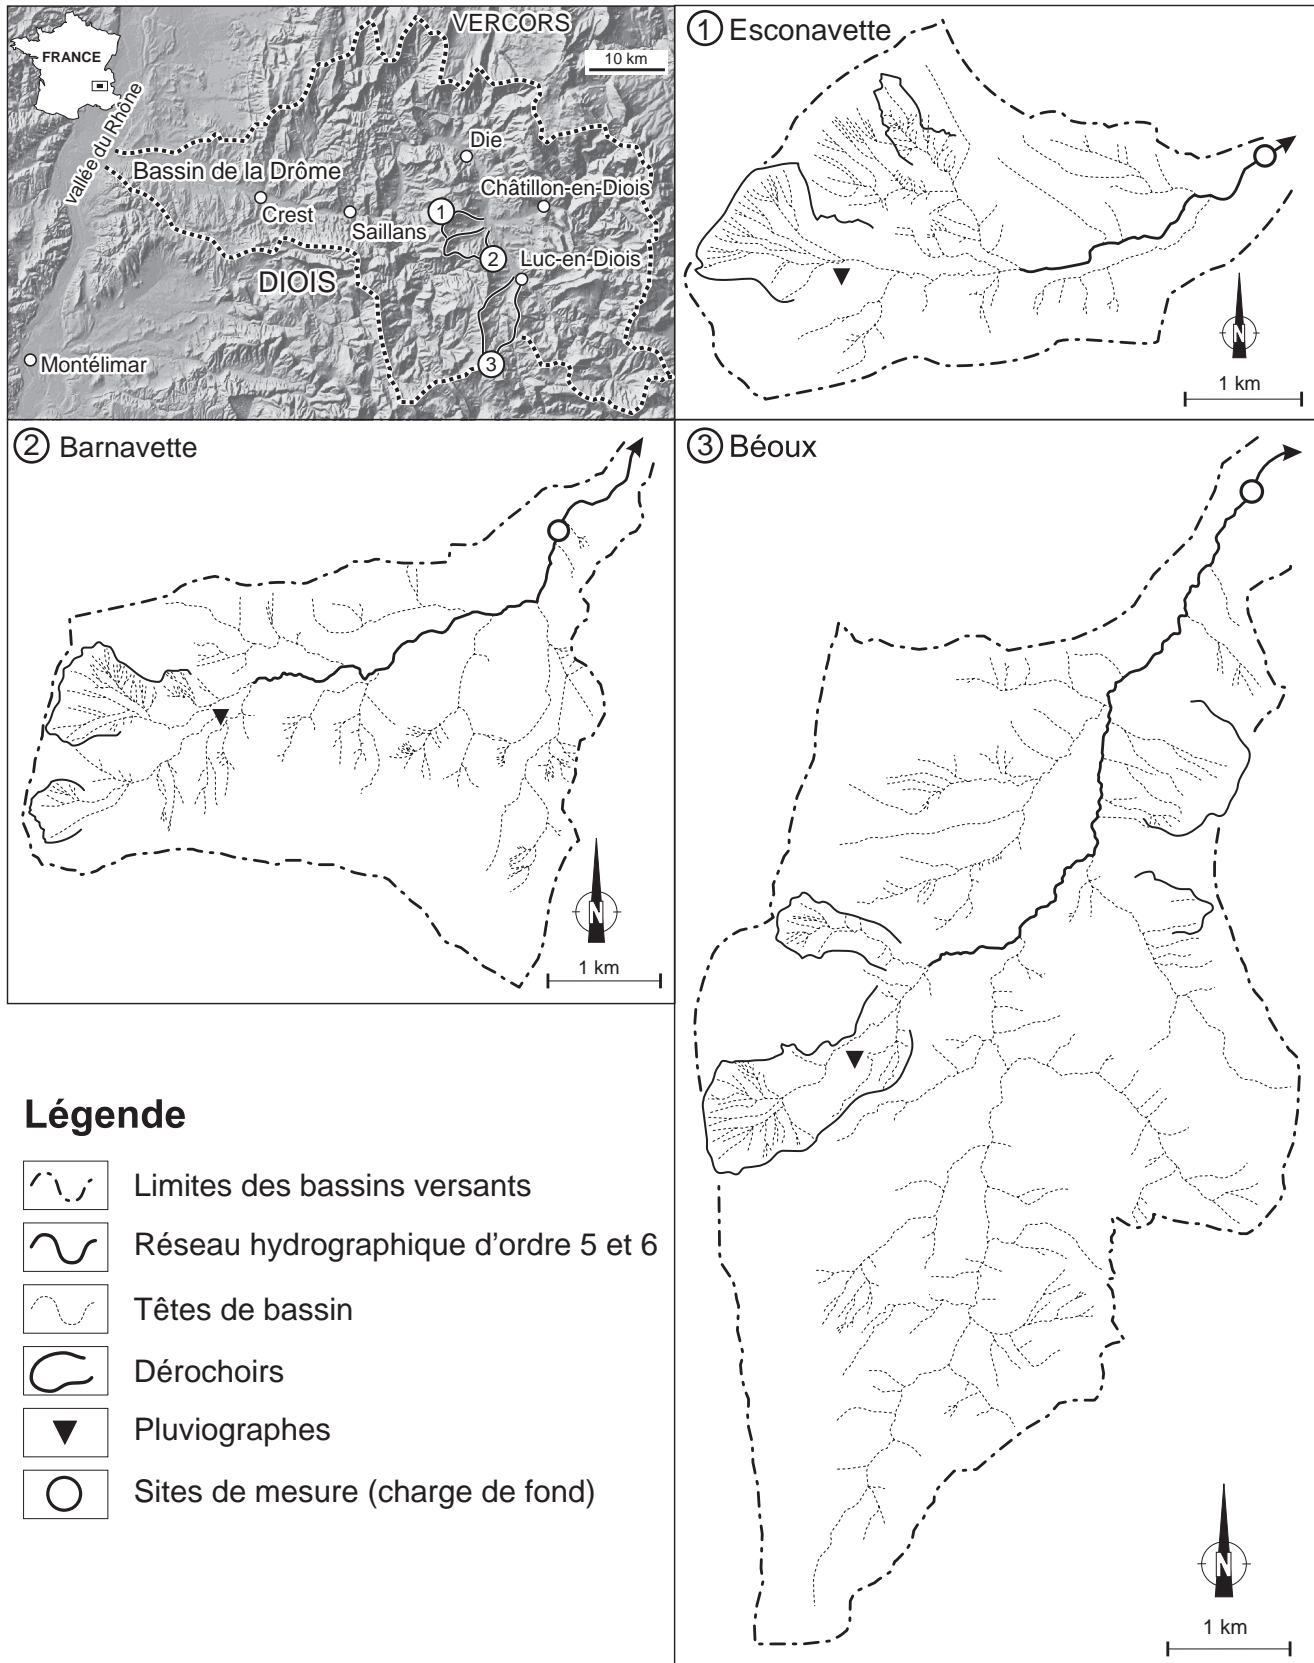 VERCORS
FRANCE
10 km
Vallée du Rhône
Die
Bassin de la Drôme
Châtillon-en-Diois
1
Crest
Saillans
2
Luc-en-Diois
DIOIS
3
Montélimar
1 Esconavette
N
1 km
2 Barnavette
N
1 km
3 Béoux
N
1 km
Légende
Limites des bassins versants
Réseau hydrographique d'ordre 5 et 6
Têtes de bassin
Dérochoirs
Pluviographes
Sites de mesure (charge de fond)